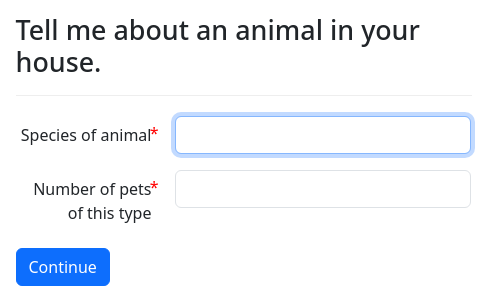 Tell me about an animal in your
house.
Species of animal*
Number of pets*
of this type
Continue